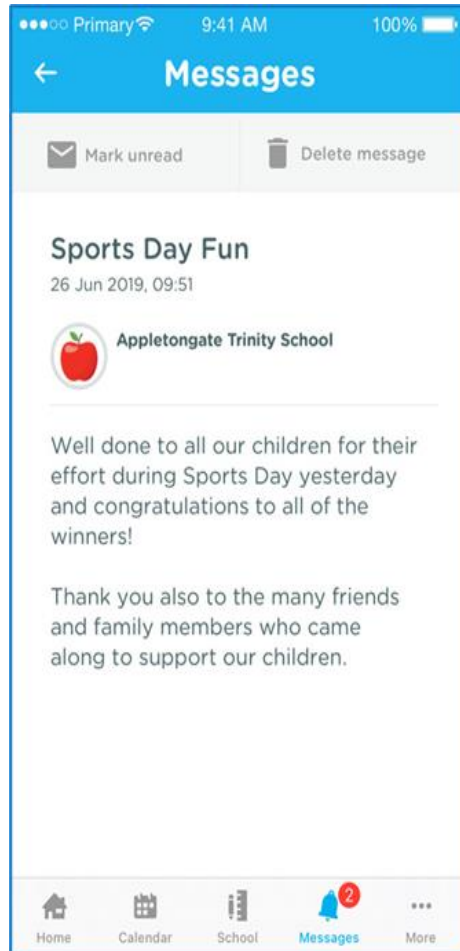 Primary 9:41 AM 100%
Messages
Mark unread Delete message
Sports Day Fun
26 Jun 2019, 09:51
Appletongate Trinity School
Well done to all our children for their
effort during Sports Day yesterday
and congratulations to all of the
winners!
Thank you also to the many friends
and family members who came
along to support our children.
2
Home Calendar School Messages More